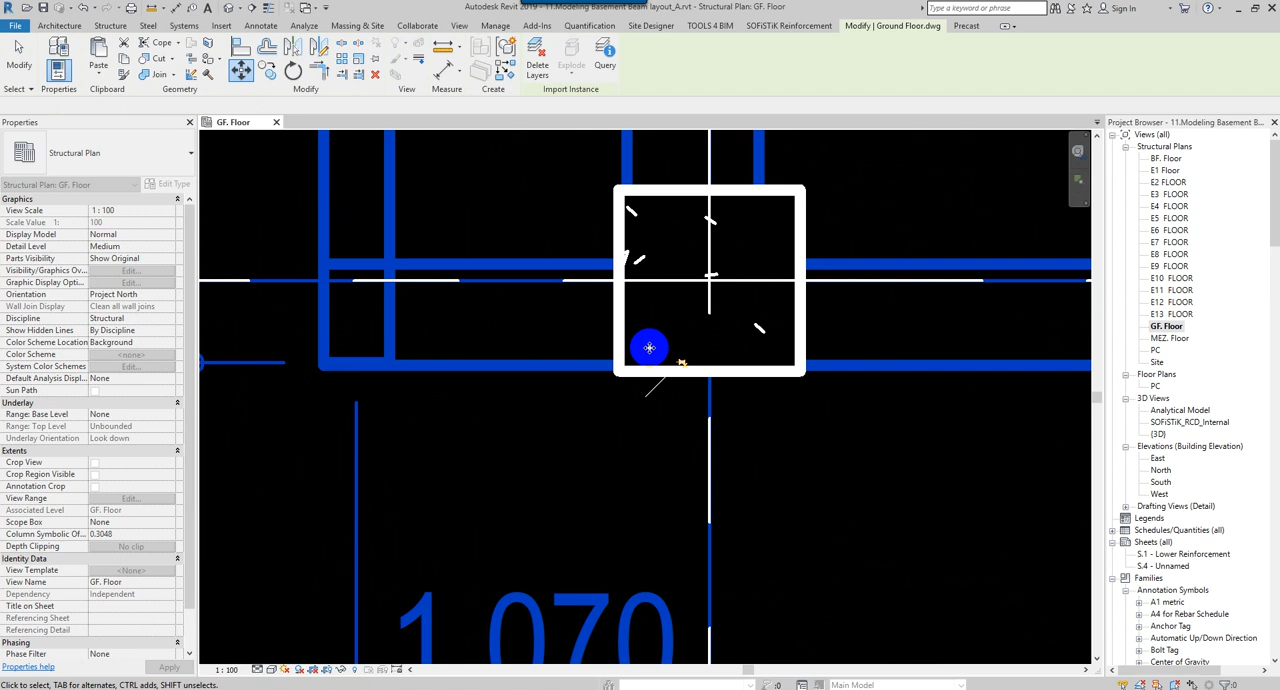 Autodesk Revit 2019 - 11.Modeling Basement Beam layout_A.rvt - Structural Plan: GF. Floor
Type a keyword or phrase
Sign In
File
Architecture
Structure
Steel
Systems
Insert
Annotate
Analyze
Massing & Site
Collaborate
View
Manage
Add-Ins
Quantification
Site Designer
TOOLS 4 BIM
SOFiSTiK Reinforcement
Modify | Ground Floor.dwg
Precast
Modify
Paste
Cope
Cut
Join
Delete
Layers
Explode
Query
Select
Properties
Clipboard
Geometry
Modify
View
Measure
Create
Import Instance
Properties
Structural Plan
Structural Plan: GF. Floor
Edit Type
Graphics
View Scale 1 : 100
Scale Value 1: 100
Display Model Normal
Detail Level Medium
Parts Visibility Show Original
Visibility/Graphics Ov... Edit...
Graphic Display Opti... Edit...
Orientation Project North
Wall Join Display Clean all wall joins
Discipline Structural
Show Hidden Lines By Discipline
Color Scheme Location Background
Color Scheme <none>
System Color Schemes Edit...
Default Analysis Displ... None
Sun Path
Underlay
Range: Base Level None
Range: Top Level Unbounded
Underlay Orientation Look down
Extents
Crop View
Crop Region Visible
Annotation Crop
View Range Edit...
Associated Level GF. Floor
Scope Box None
Column Symbolic Of... 0.3048
Depth Clipping No clip
Identity Data
View Template <None>
View Name GF. Floor
Dependency Independent
Title on Sheet
Referencing Sheet
Referencing Detail
Phasing
Phase Filter None
Properties help
Apply
GF. Floor
1 070
1 : 100
Project Browser - 11.Modeling Basement B...
Views (all)
Structural Plans
BF. Floor
E1 Floor
E2 FLOOR
E3 FLOOR
E4 FLOOR
E5 FLOOR
E6 FLOOR
E7 FLOOR
E8 FLOOR
E9 FLOOR
E10 FLOOR
E11 FLOOR
E12 FLOOR
E13 FLOOR
GF. Floor
MEZ. Floor
PC
Site
Floor Plans
PC
3D Views
Analytical Model
SOFiSTiK_RCD_Internal
{3D}
Elevations (Building Elevation)
East
North
South
West
Drafting Views (Detail)
Legends
Schedules/Quantities (all)
Sheets (all)
S.1 - Lower Reinforcement
S.4 - Unnamed
Families
Annotation Symbols
A1 metric
A4 for Rebar Schedule
Anchor Tag
Automatic Up/Down Direction
Bolt Tag
Center of Gravity
Click to select, TAB for alternates, CTRL adds, SHIFT unselects.
:0
Main Model
:0